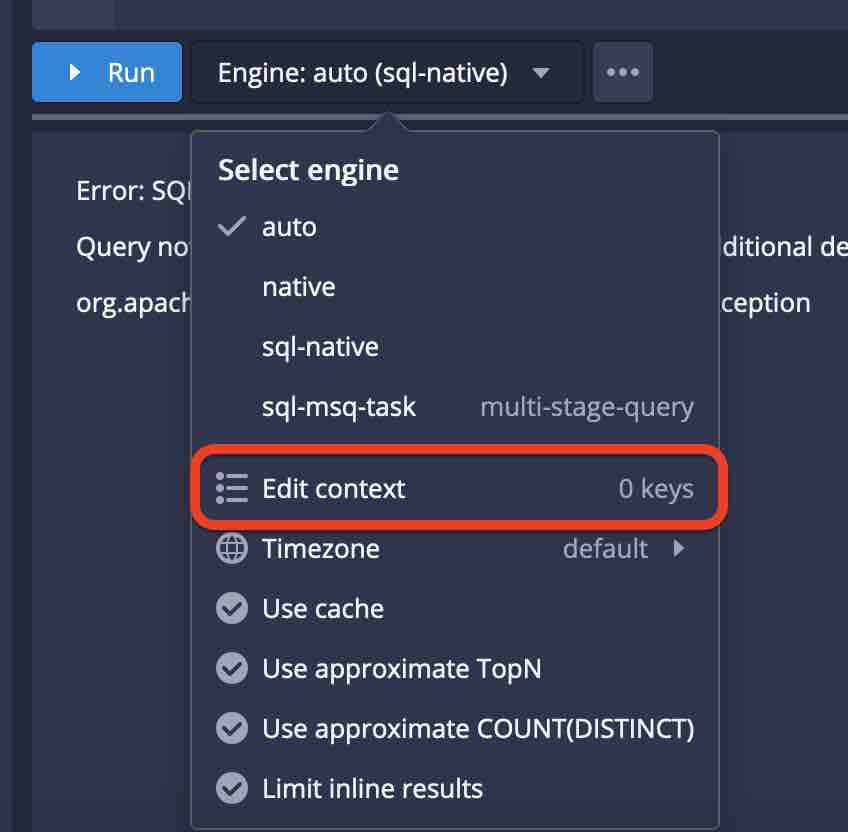 Run Engine: auto (sql-native)
Select engine
Error: SQ
auto
Query no ditional de
native
org.apach ception
sql-native
sql-msq-task multi-stage-query
Edit context 0 keys
Timezone default
Use cache
Use approximate TopN
Use approximate COUNT(DISTINCT)
Limit inline results